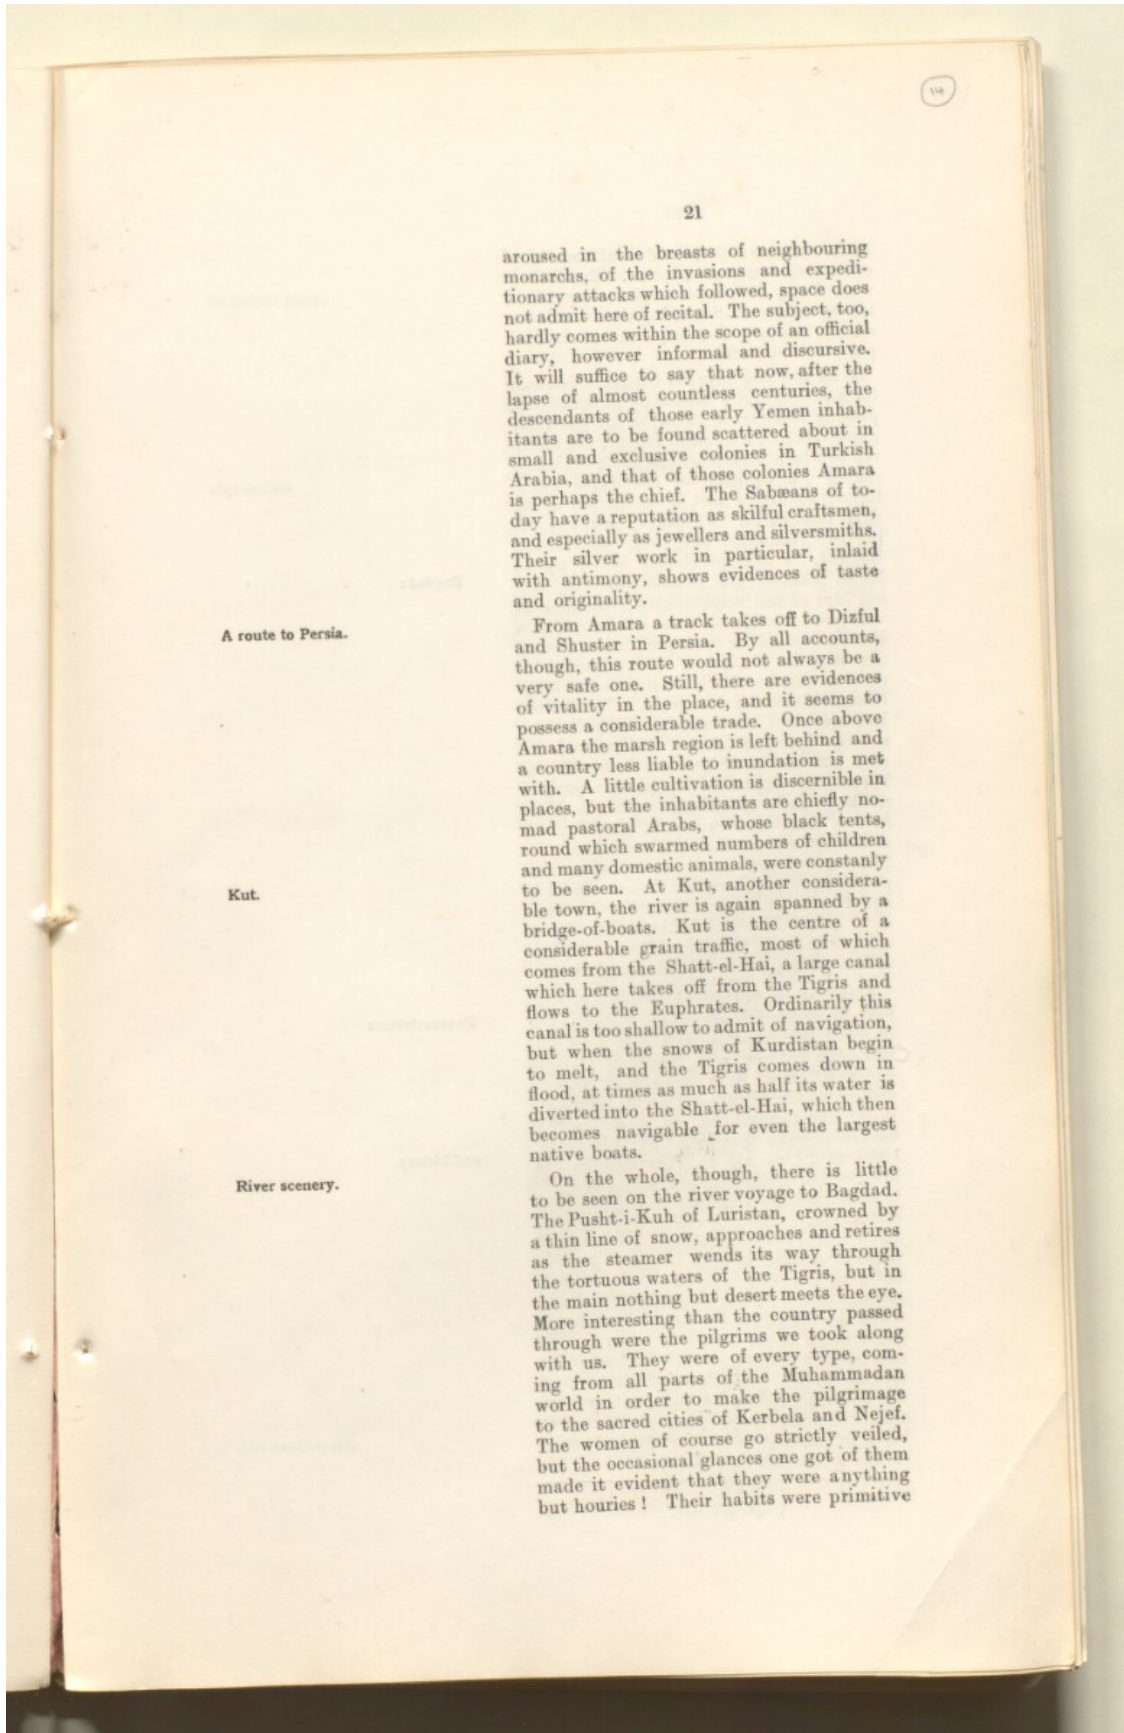 14
21
aroused in the breasts of neighbouring
monarchs, of the invasions and expedi-
tionary attacks which followed, space does
not admit here of recital. The subject, too,
hardly comes within the scope of an official
diary, however informal and discursive.
It will suffice to say that now, after the
lapse of almost countless centuries, the
descendants of those early Yemen inhab-
itants are to be found scattered about in
small and exclusive colonies in Turkish
Arabia, and that of those colonies Amara
is perhaps the chief. The Sabæans of to-
day have a reputation as skilful craftsmen,
and especially as jewellers and silversmiths.
Their silver work in particular, inlaid
with antimony, shows evidences of taste
and originality.
A route to Persia.
From Amara a track takes off to Dizful
and Shuster in Persia. By all accounts,
though, this route would not always be a
very safe one. Still, there are evidences
of vitality in the place, and it seems to
possess a considerable trade. Once above
Amara the marsh region is left behind and
a country less liable to inundation is met
with. A little cultivation is discernible in
places, but the inhabitants are chiefly no-
mad pastoral Arabs, whose black tents,
round which swarmed numbers of children
and many domestic animals, were constanly
Kut.
to be seen. At Kut, another considera-
ble town, the river is again spanned by a
bridge-of-boats. Kut is the centre of a
considerable grain traffic, most of which
comes from the Shatt-el-Hai, a large canal
which here takes off from the Tigris and
flows to the Euphrates. Ordinarily this
canal is too shallow to admit of navigation,
but when the snows of Kurdistan begin
to melt, and the Tigris comes down in
flood, at times as much as half its water is
diverted into the Shatt-el-Hai, which then
becomes navigable for even the largest
native boats.
River scenery.
On the whole, though, there is little
to be seen on the river voyage to Bagdad.
The Pusht-i-Kuh of Luristan, crowned by
a thin line of snow, approaches and retires
as the steamer wends its way through
the tortuous waters of the Tigris, but in
the main nothing but desert meets the eye.
More interesting than the country passed
through were the pilgrims we took along
with us. They were of every type, com-
ing from all parts of the Muhammadan
world in order to make the pilgrimage
to the sacred cities of Kerbela and Nejef.
The women of course go strictly veiled,
but the occasional glances one got of them
made it evident that they were anything
but houries ! Their habits were primitive